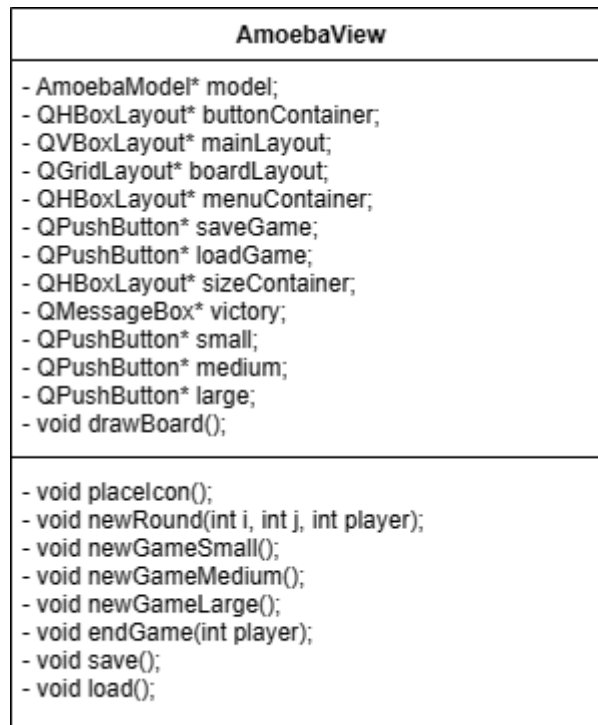 AmoebaView
- AmoebaModel* model;
- QHBoxLayout* buttonContainer;
- QVBoxLayout* mainLayout;
- QGridLayout* boardLayout;
- QHBoxLayout* menuContainer;
- QPushButton* saveGame;
- QPushButton* loadGame;
- QHBoxLayout* sizeContainer;
- QMessageBox* victory;
- QPushButton* small;
- QPushButton* medium;
- QPushButton* large;
- void drawBoard();
- void placeIcon();
- void newRound(int i, int j, int player);
- void newGameSmall();
- void newGameMedium();
- void newGameLarge();
- void endGame(int player);
- void save();
- void load();